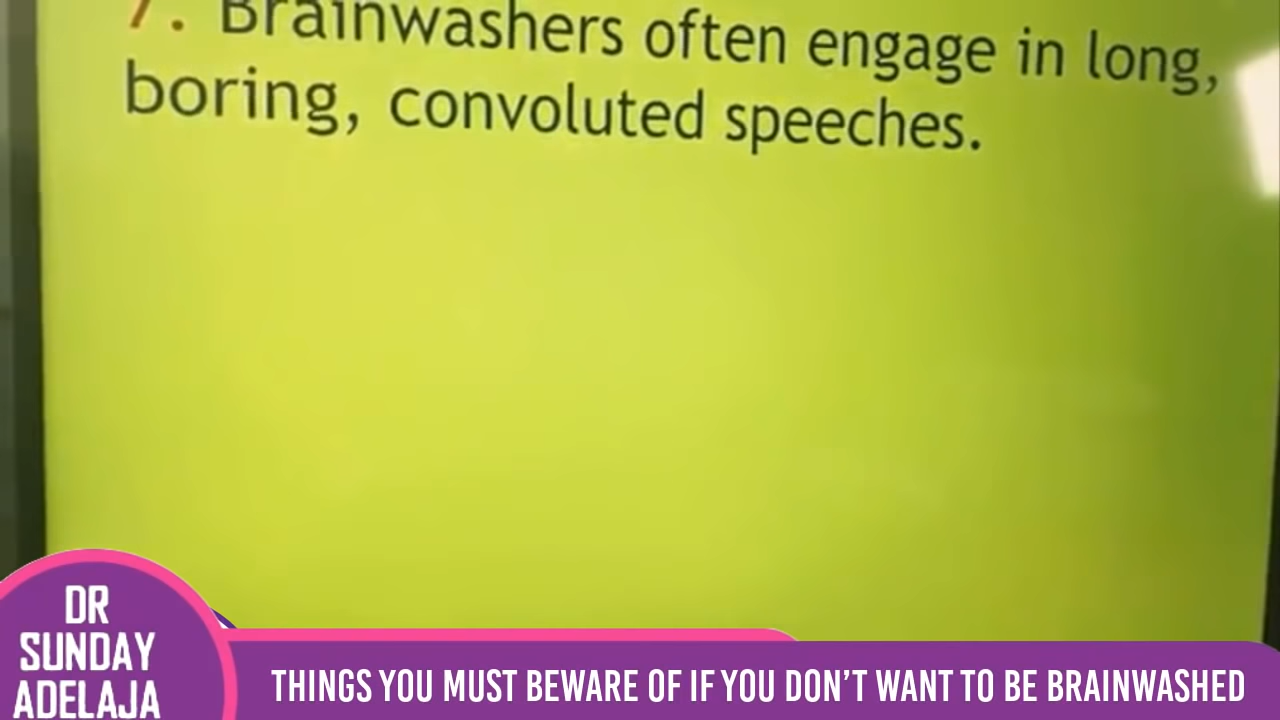 7. Brainwashers often engage in long,
boring, convoluted speeches.
DR
SUNDAY
ADELAJA
THINGS YOU MUST BEWARE OF IF YOU DON'T WANT TO BE BRAINWASHED